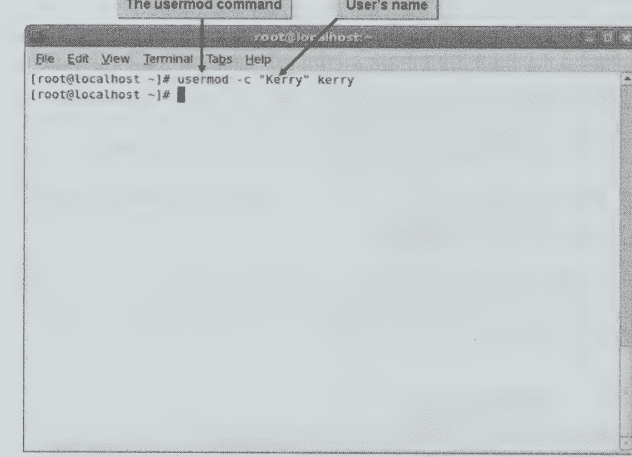 The usermod command
User's name
root@localhost:~
File Edit View Terminal Tabs Help
[root@localhost ~]# usermod -c "Kerry" kerry
[root@localhost ~]#